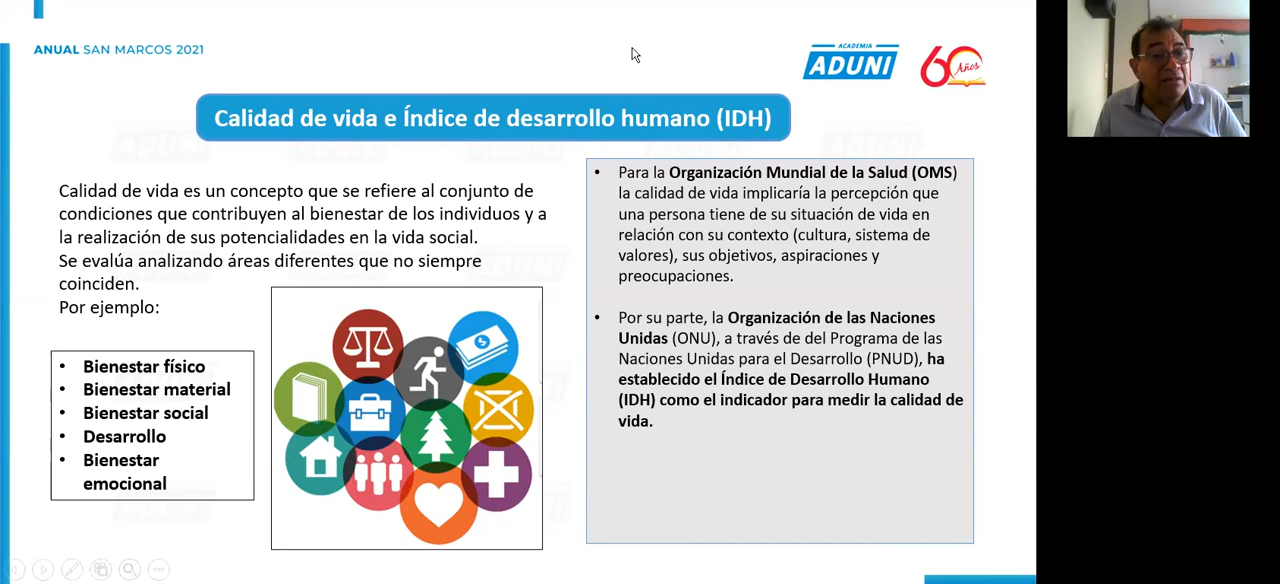 ANUAL SAN MARCOS 2021
ACADEMIA
ADUNI
60 Años
Calidad de vida e Índice de desarrollo humano (IDH)
Calidad de vida es un concepto que se refiere al conjunto de
condiciones que contribuyen al bienestar de los individuos y a
la realización de sus potencialidades en la vida social.
Se evalúa analizando áreas diferentes que no siempre
coinciden.
Por ejemplo:
• Bienestar físico
• Bienestar material
• Bienestar social
• Desarrollo
• Bienestar
emocional
• Para la Organización Mundial de la Salud (OMS)
la calidad de vida implicaría la percepción que
una persona tiene de su situación de vida en
relación con su contexto (cultura, sistema de
valores), sus objetivos, aspiraciones y
preocupaciones.
• Por su parte, la Organización de las Naciones
Unidas (ONU), a través de del Programa de las
Naciones Unidas para el Desarrollo (PNUD), ha
establecido el Índice de Desarrollo Humano
(IDH) como el indicador para medir la calidad de
vida.